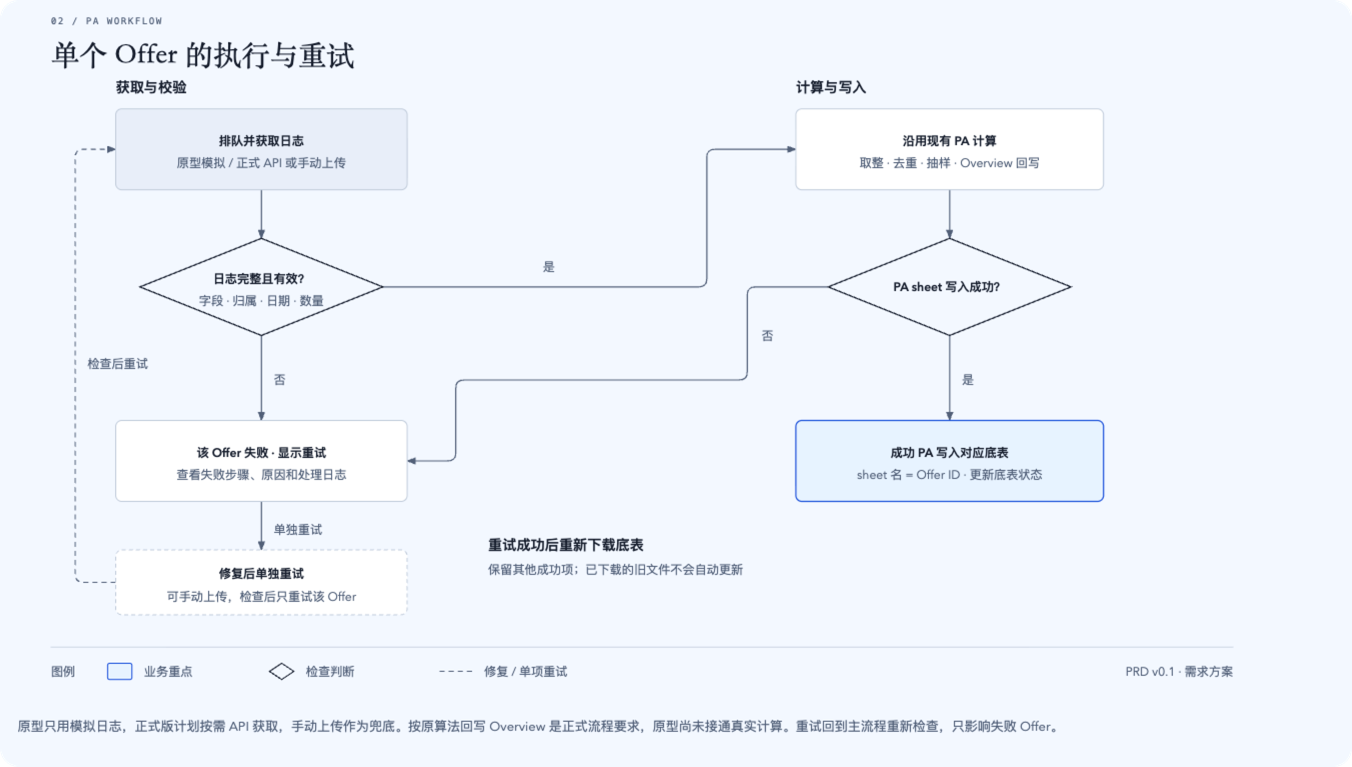 02 / PA WORKFLOW
单个 Offer 的执行与重试
获取与校验
计算与写入
排队并获取日志
原型模拟 / 正式 API 或手动上传
沿用现有 PA 计算
取整 · 去重 · 抽样 · Overview 回写
是
日志完整且有效?
字段 · 归属 · 日期 · 数量
PA sheet 写入成功?
否
检查后重试
否
是
该 Offer 失败 · 显示重试
查看失败步骤、原因和处理日志
成功 PA 写入对应底表
sheet 名 = Offer ID · 更新底表状态
单独重试
重试成功后重新下载底表
保留其他成功项；已下载的旧文件不会自动更新
修复后单独重试
可手动上传，检查后只重试该 Offer
图例
业务重点
检查判断
修复 / 单项重试
PRD v0.1 · 需求方案
原型只用模拟日志，正式版计划按需 API 获取，手动上传作为兜底。按原算法回写 Overview 是正式流程要求，原型尚未接通真实计算。重试回到主流程重新检查，只影响失败 Offer。